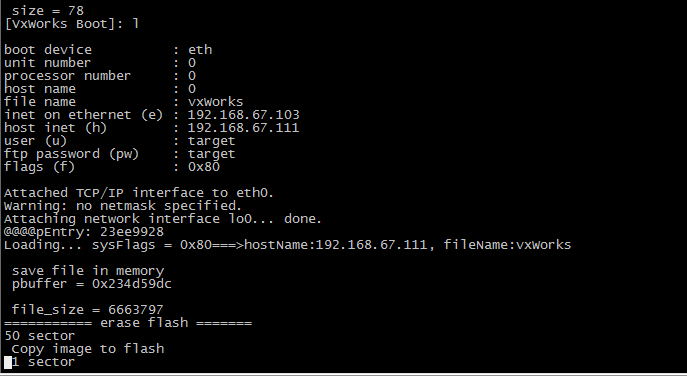 size = 78
[VxWorks Boot]: l
boot device : eth
unit number : 0
processor number : 0
host name : 0
file name : vxWorks
inet on ethernet (e) : 192.168.67.103
host inet (h) : 192.168.67.111
user (u) : target
ftp password (pw) : target
flags (f) : 0x80
Attached TCP/IP interface to eth0.
Warning: no netmask specified.
Attaching network interface lo0... done.
@@@@pEntry: 23ee9928
Loading... sysFlags = 0x80===>hostName:192.168.67.111, fileName:vxWorks
save file in memory
pbuffer = 0x234d59dc
file_size = 6663797
=========== erase flash =======
50 sector
Copy image to flash
1 sector